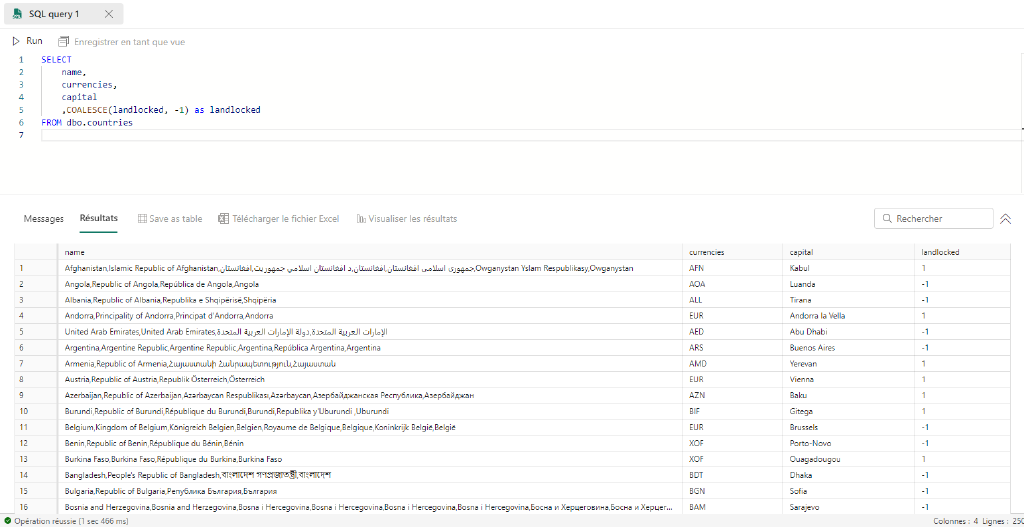 SQL query 1
Run Enregistrer en tant que vue
1 SELECT
2 name,
3 currencies,
4 capital
5 ,COALESCE(landlocked, -1) as landlocked
6 FROM dbo.countries
7
Messages Résultats Save as table Télécharger le fichier Excel Visualiser les résultats Rechercher
name currencies capital landlocked
1 Afghanistan,Islamic Republic of Afghanistan,جمهوری اسلامی افغانستان,افغانستان,د افغانستان اسلامي جمهوریت,افغانستان,Owganystan Yslam Respublikasy,Owganystan AFN Kabul 1
2 Angola,Republic of Angola,República de Angola,Angola AOA Luanda -1
3 Albania,Republic of Albania,Republika e Shqipërisë,Shqipëria ALL Tirana -1
4 Andorra,Principality of Andorra,Principat d'Andorra,Andorra EUR Andorra la Vella 1
5 United Arab Emirates,United Arab Emirates,الإمارات العربية المتحدة,دولة الإمارات العربية المتحدة AED Abu Dhabi -1
6 Argentina,Argentine Republic,Argentine Republic,Argentina,República Argentina,Argentina ARS Buenos Aires -1
7 Armenia,Republic of Armenia,Հայաստանի Հանրապետություն,Հայաստան AMD Yerevan 1
8 Austria,Republic of Austria,Republik Österreich,Österreich EUR Vienna 1
9 Azerbaijan,Republic of Azerbaijan,Azərbaycan Respublikası,Azərbaycan,Азербайджанская Республика,Азербайджан AZN Baku 1
10 Burundi,Republic of Burundi,République du Burundi,Burundi,Republika y'Uburundi ,Uburundi BIF Gitega 1
11 Belgium,Kingdom of Belgium,Königreich Belgien,Belgien,Royaume de Belgique,Belgique,Koninkrijk België,België EUR Brussels -1
12 Benin,Republic of Benin,République du Bénin,Bénin XOF Porto-Novo -1
13 Burkina Faso,Burkina Faso,République du Burkina,Burkina Faso XOF Ouagadougou 1
14 Bangladesh,People's Republic of Bangladesh,বাংলাদেশ গণপ্রজাতন্ত্রী,বাংলাদেশ BDT Dhaka -1
15 Bulgaria,Republic of Bulgaria,Република България,България BGN Sofia -1
16 Bosnia and Herzegovina,Bosnia and Herzegovina,Bosna i Hercegovina,Bosna i Hercegovina,Bosna i Hercegovina,Bosna i Hercegovina,Босна и Херцеговина,Босна и Херцег... BAM Sarajevo -1
Opération réussie (1 sec 466 ms) Colonnes : 4 Lignes : 250